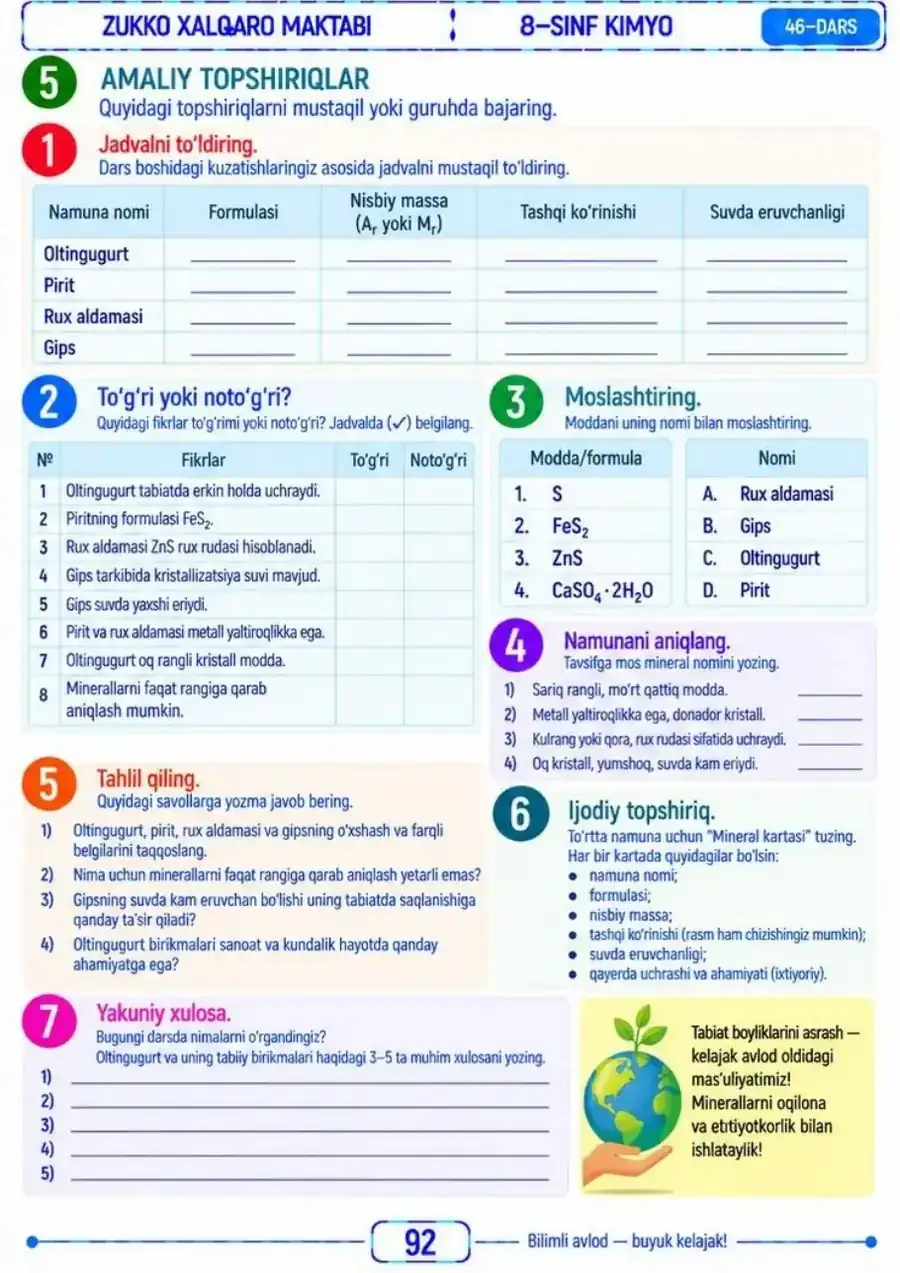 ZUKKO XALQARO MAKTABI
8–SINF KIMYO
46–DARS
5
AMALIY TOPSHIRIQLAR
Quyidagi topshiriqlarni mustaqil yoki guruhda bajaring.
1
Jadvalni to‘ldiring.
Dars boshidagi kuzatishlaringiz asosida jadvalni mustaqil to‘ldiring.
Namuna nomi | Formulasi | Nisbiy massa (Aᵣ yoki Mᵣ) | Tashqi ko‘rinishi | Suvda eruvchanligi
Oltingugurt
Pirit
Rux aldamasi
Gips
2
To‘g‘ri yoki noto‘g‘ri?
Quyidagi fikrlar to‘g‘rimi yoki noto‘g‘ri? Jadvalda (✓) belgilang.
№ | Fikrlar | To‘g‘ri | Noto‘g‘ri
1 Oltingugurt tabiatda erkin holda uchraydi.
2 Piritning formulasi FeS₂.
3 Rux aldamasi ZnS rux rudasi hisoblanadi.
4 Gips tarkibida kristallizatsiya suvi mavjud.
5 Gips suvda yaxshi eriydi.
6 Pirit va rux aldamasi metall yaltiroqlikka ega.
7 Oltingugurt oq rangli kristall modda.
8 Minerallarni faqat rangiga qarab
aniqlash mumkin.
3
Moslashtiring.
Moddani uning nomi bilan moslashtiring.
Modda/formula
1. S
2. FeS₂
3. ZnS
4. CaSO₄·2H₂O
Nomi
A. Rux aldamasi
B. Gips
C. Oltingugurt
D. Pirit
4
Namunani aniqlang.
Tavsifga mos mineral nomini yozing.
1) Sariq rangli, mo‘rt qattiq modda.
2) Metall yaltiroqlikka ega, donador kristall.
3) Kulrang yoki qora, rux rudasi sifatida uchraydi.
4) Oq kristall, yumshoq, suvda kam eriydi.
5
Tahlil qiling.
Quyidagi savollarga yozma javob bering.
1) Oltingugurt, pirit, rux aldamasi va gipsning o‘xshash va farqli
belgilarini taqqoslang.
2) Nima uchun minerallarni faqat rangiga qarab aniqlash yetarli emas?
3) Gipsning suvda kam eruvchan bo‘lishi uning tabiatda saqlanishiga
qanday ta‘sir qiladi?
4) Oltingugurt birikmalari sanoat va kundalik hayotda qanday
ahamiyatga ega?
6
Ijodiy topshiriq.
To‘rtta namuna uchun "Mineral kartasi" tuzing.
Har bir kartada quyidagilar bo‘lsin:
• namuna nomi;
• formulasi;
• nisbiy massa;
• tashqi ko‘rinishi (rasm ham chizishingiz mumkin);
• suvda eruvchanligi;
• qayerda uchrashi va ahamiyati (ixtiyoriy).
7
Yakuniy xulosa.
Bugungi darsda nimalarni o‘rgandingiz?
Oltingugurt va uning tabiiy birikmalari haqidagi 3–5 ta muhim xulosani yozing.
1)
2)
3)
4)
5)
Tabiat boyliklarini asrash —
kelajak avlod oldidagi
mas‘uliyatimiz!
Minerallarni oqilona
va etıtiyotkorlik bilan
ishlataylik!
92
Bilimli avlod — buyuk kelajak!